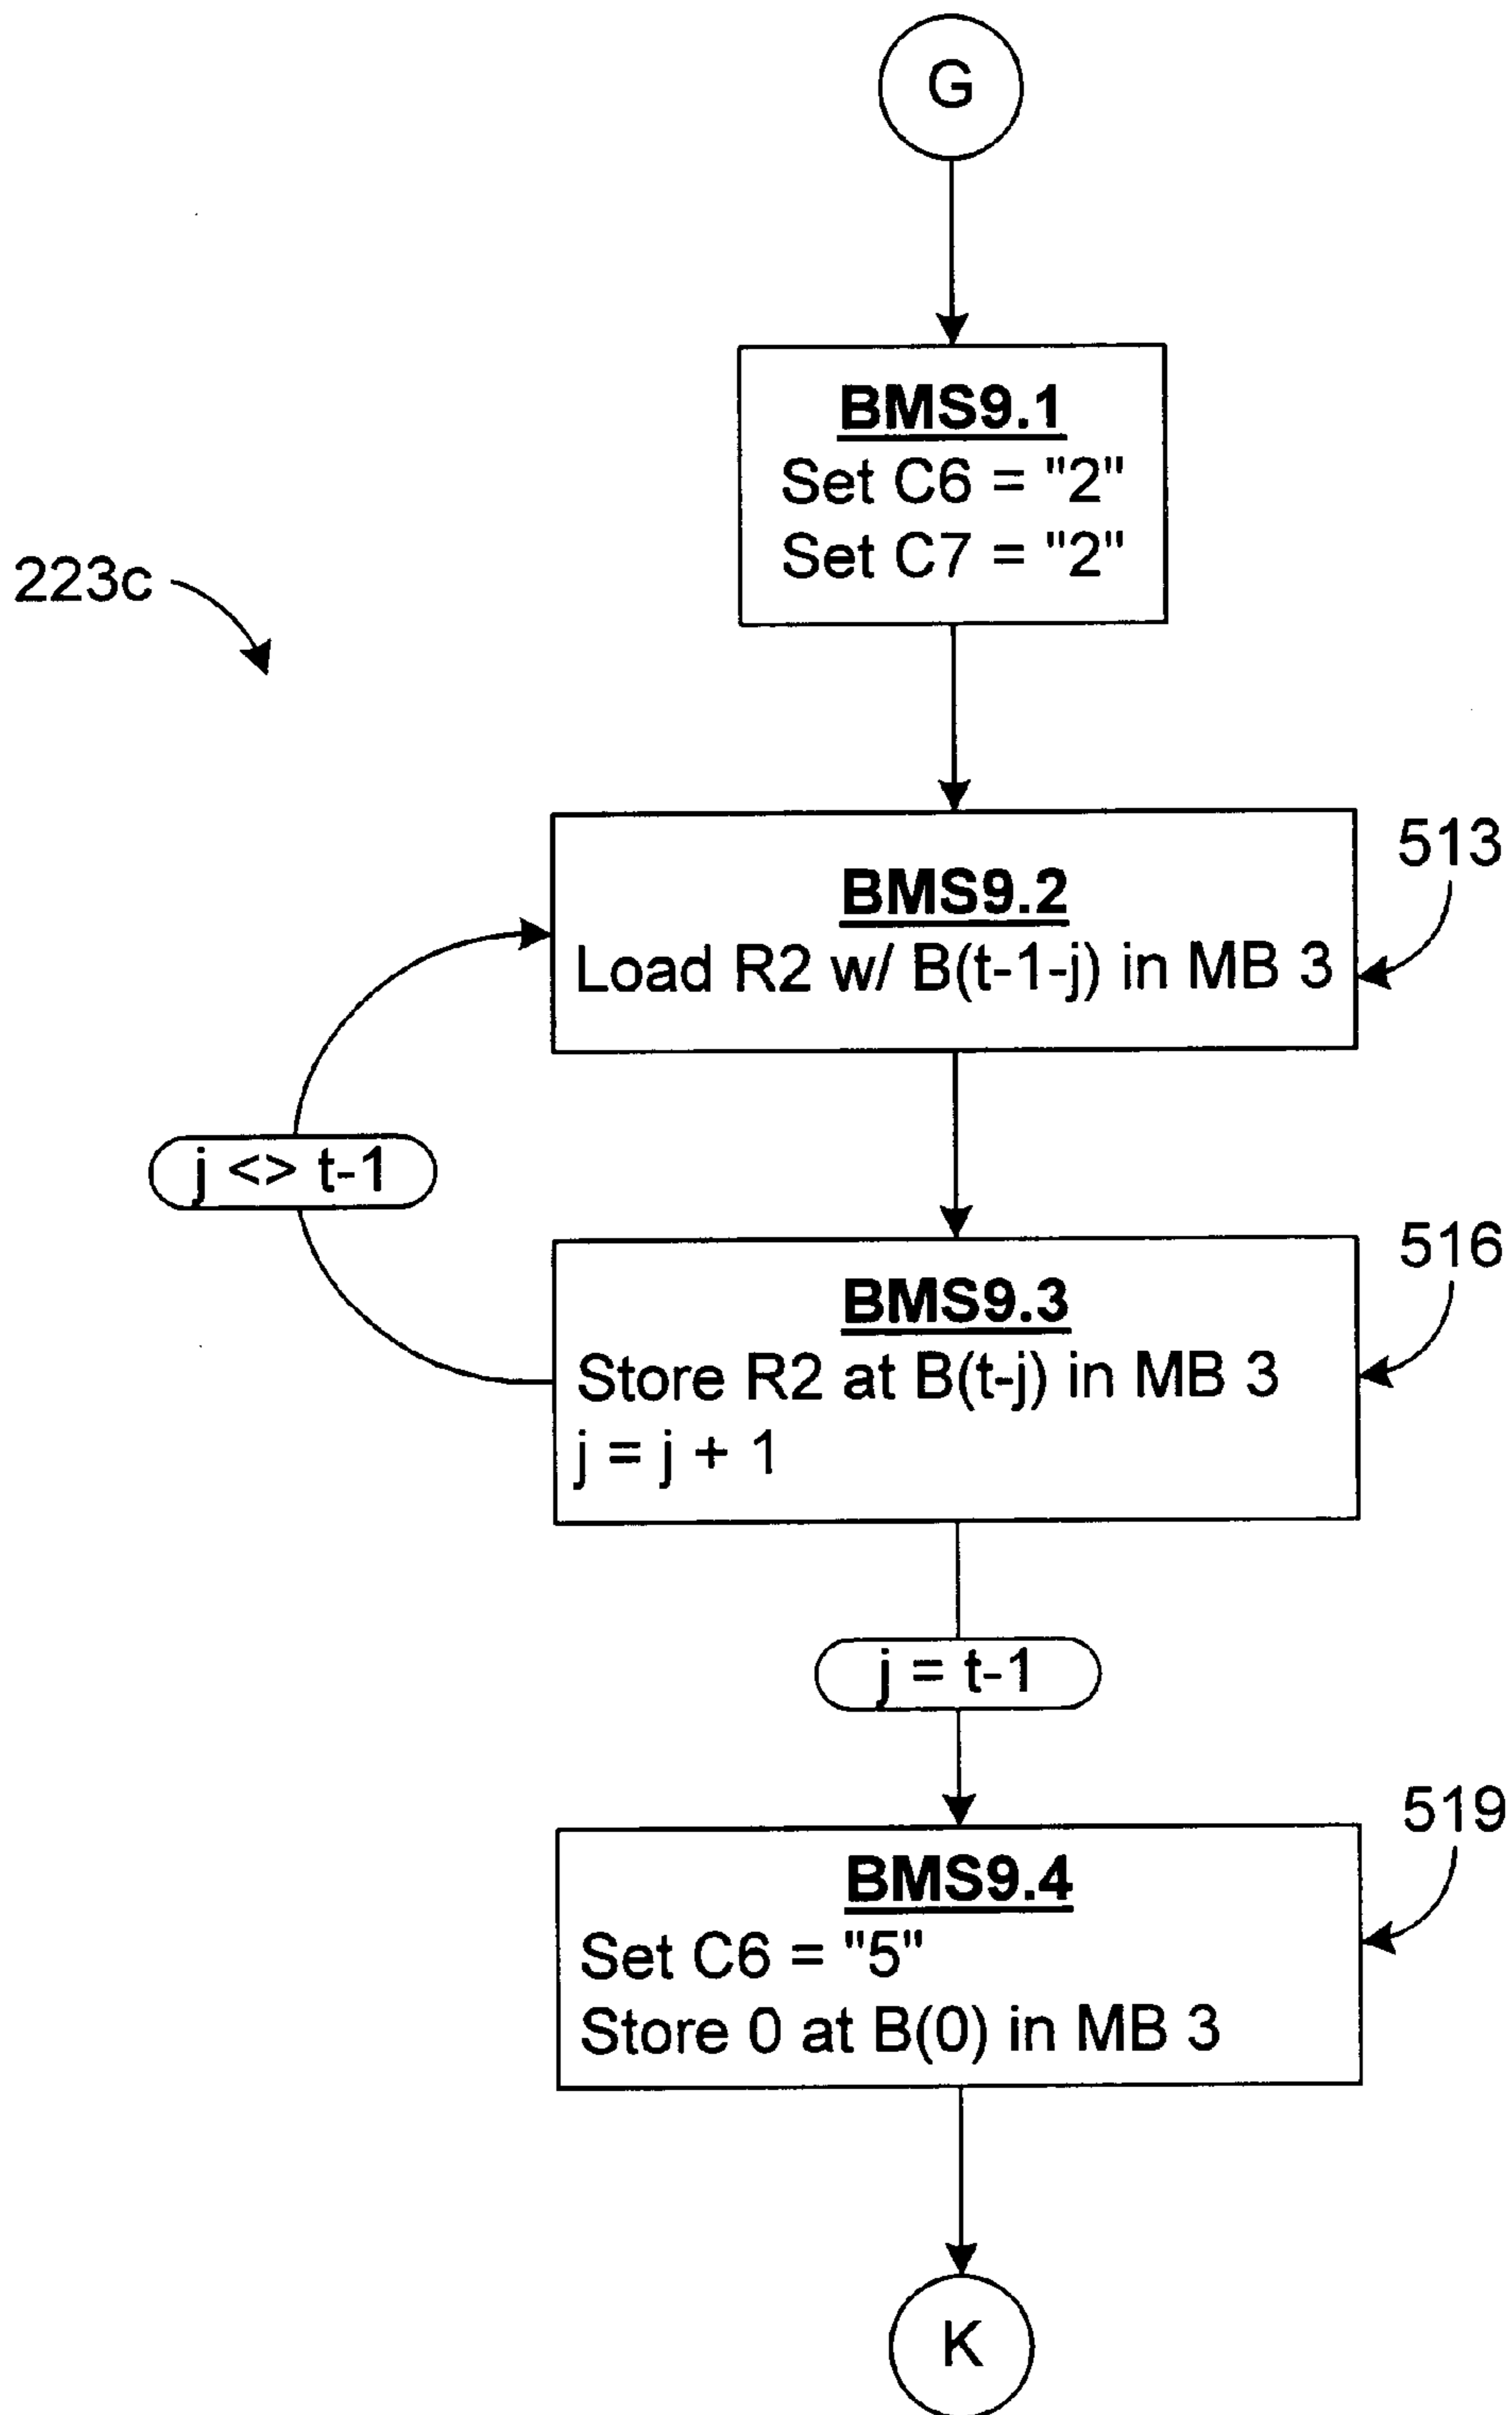 G
BMS9.1
Set C6 = "2"
Set C7 = "2"
223c
513
BMS9.2
Load R2 w/ B(t-1-j) in MB 3
j <> t-1
516
BMS9.3
Store R2 at B(t-j) in MB 3
j = j + 1
j = t-1
519
BMS9.4
Set C6 = "5"
Store 0 at B(0) in MB 3
K